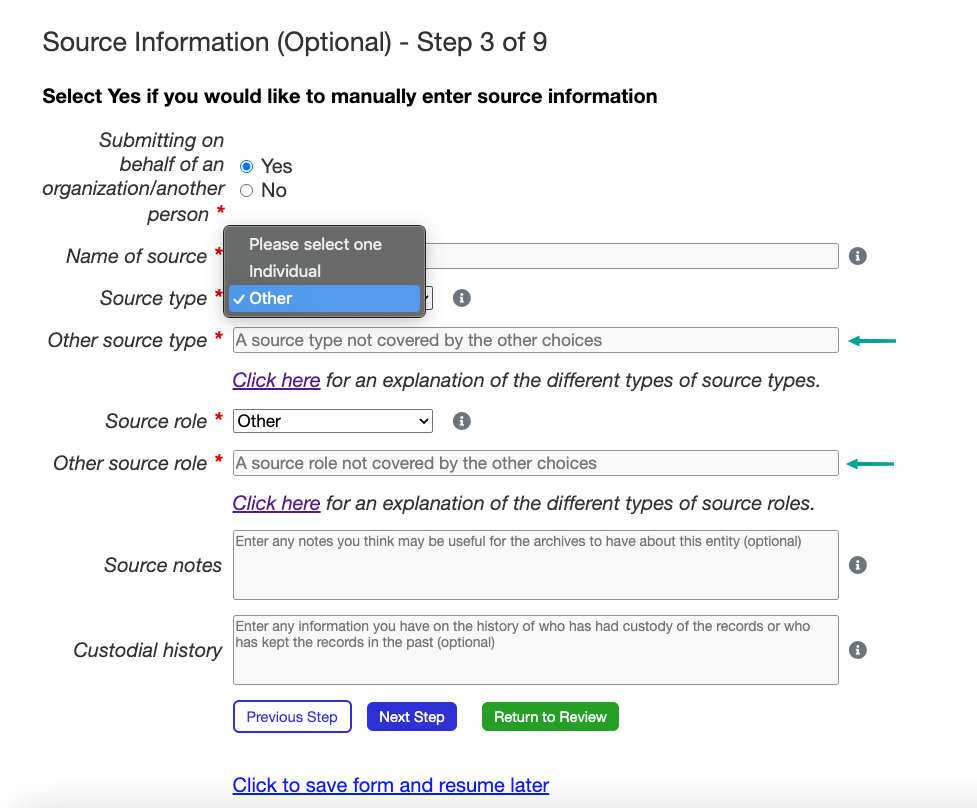 Source Information (Optional) - Step 3 of 9
Select Yes if you would like to manually enter source information
Submitting on
behalf of an
organization/another
person *
Yes
No
Name of source *
Please select one
Individual
Source type *
✓ Other
Other source type *
A source type not covered by the other choices
Click here for an explanation of the different types of source types.
Source role *
Other
Other source role *
A source role not covered by the other choices
Click here for an explanation of the different types of source roles.
Source notes
Enter any notes you think may be useful for the archives to have about this entity (optional)
Custodial history
Enter any information you have on the history of who has had custody of the records or who
has kept the records in the past (optional)
Previous Step
Next Step
Return to Review
Click to save form and resume later